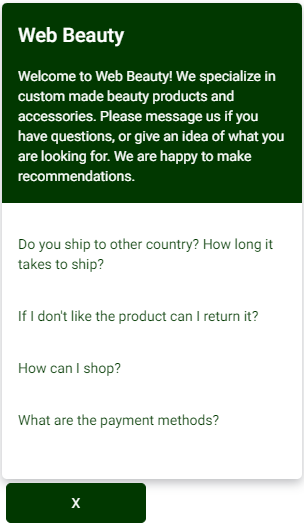 Web Beauty
Welcome to Web Beauty! We specialize in
custom made beauty products and
accessories. Please message us if you
have questions, or give an idea of what you
are looking for. We are happy to make
recommendations.
Do you ship to other country? How long it
takes to ship?
If I don't like the product can I return it?
How can I shop?
What are the payment methods?
X